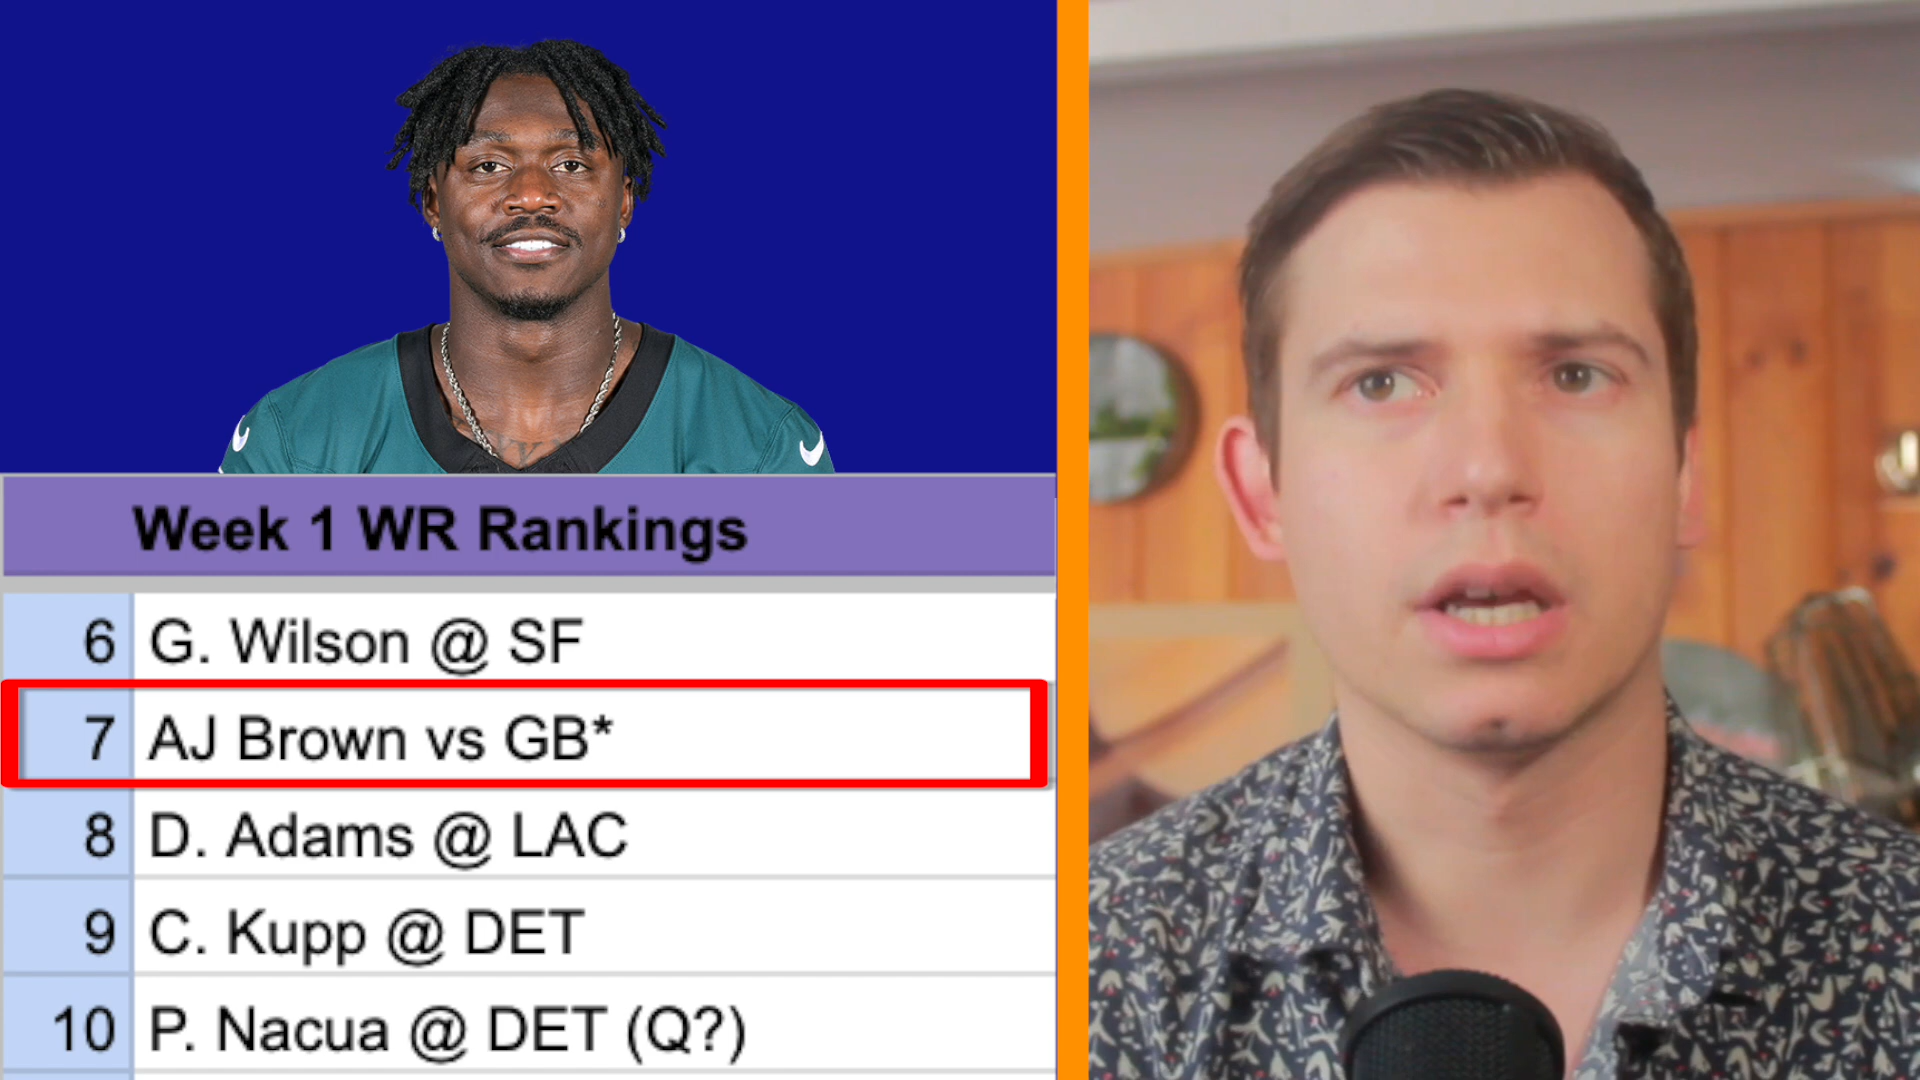 Week 1 WR Rankings
6 G. Wilson @ SF
7 AJ Brown vs GB*
8 D. Adams @ LAC
9 C. Kupp @ DET
10 P. Nacua @ DET (Q?)